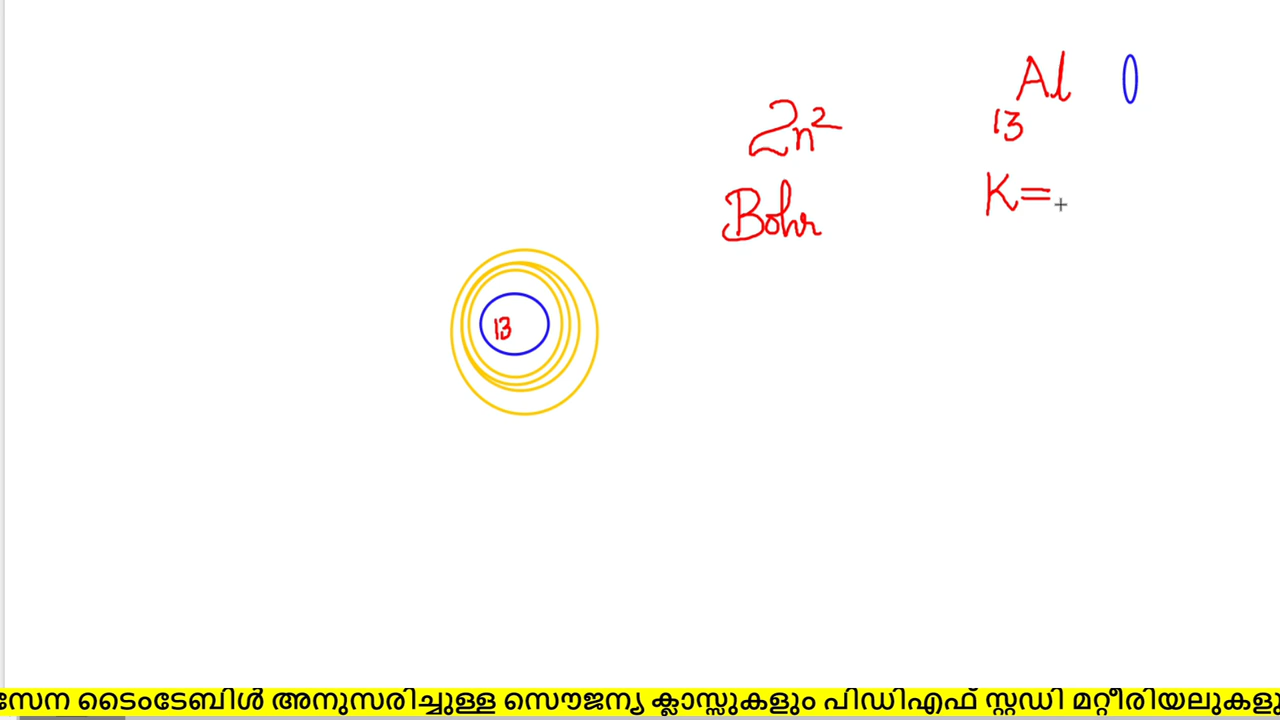 Al
2n²
13
Bohr
K=
13
സേന ടൈംടേബിൾ അനുസരിച്ചുള്ള സൌജന്യ ക്ലാസ്സുകളും പിഡിഎഫ് സ്റ്റഡി മറ്റീരിയലുകളു